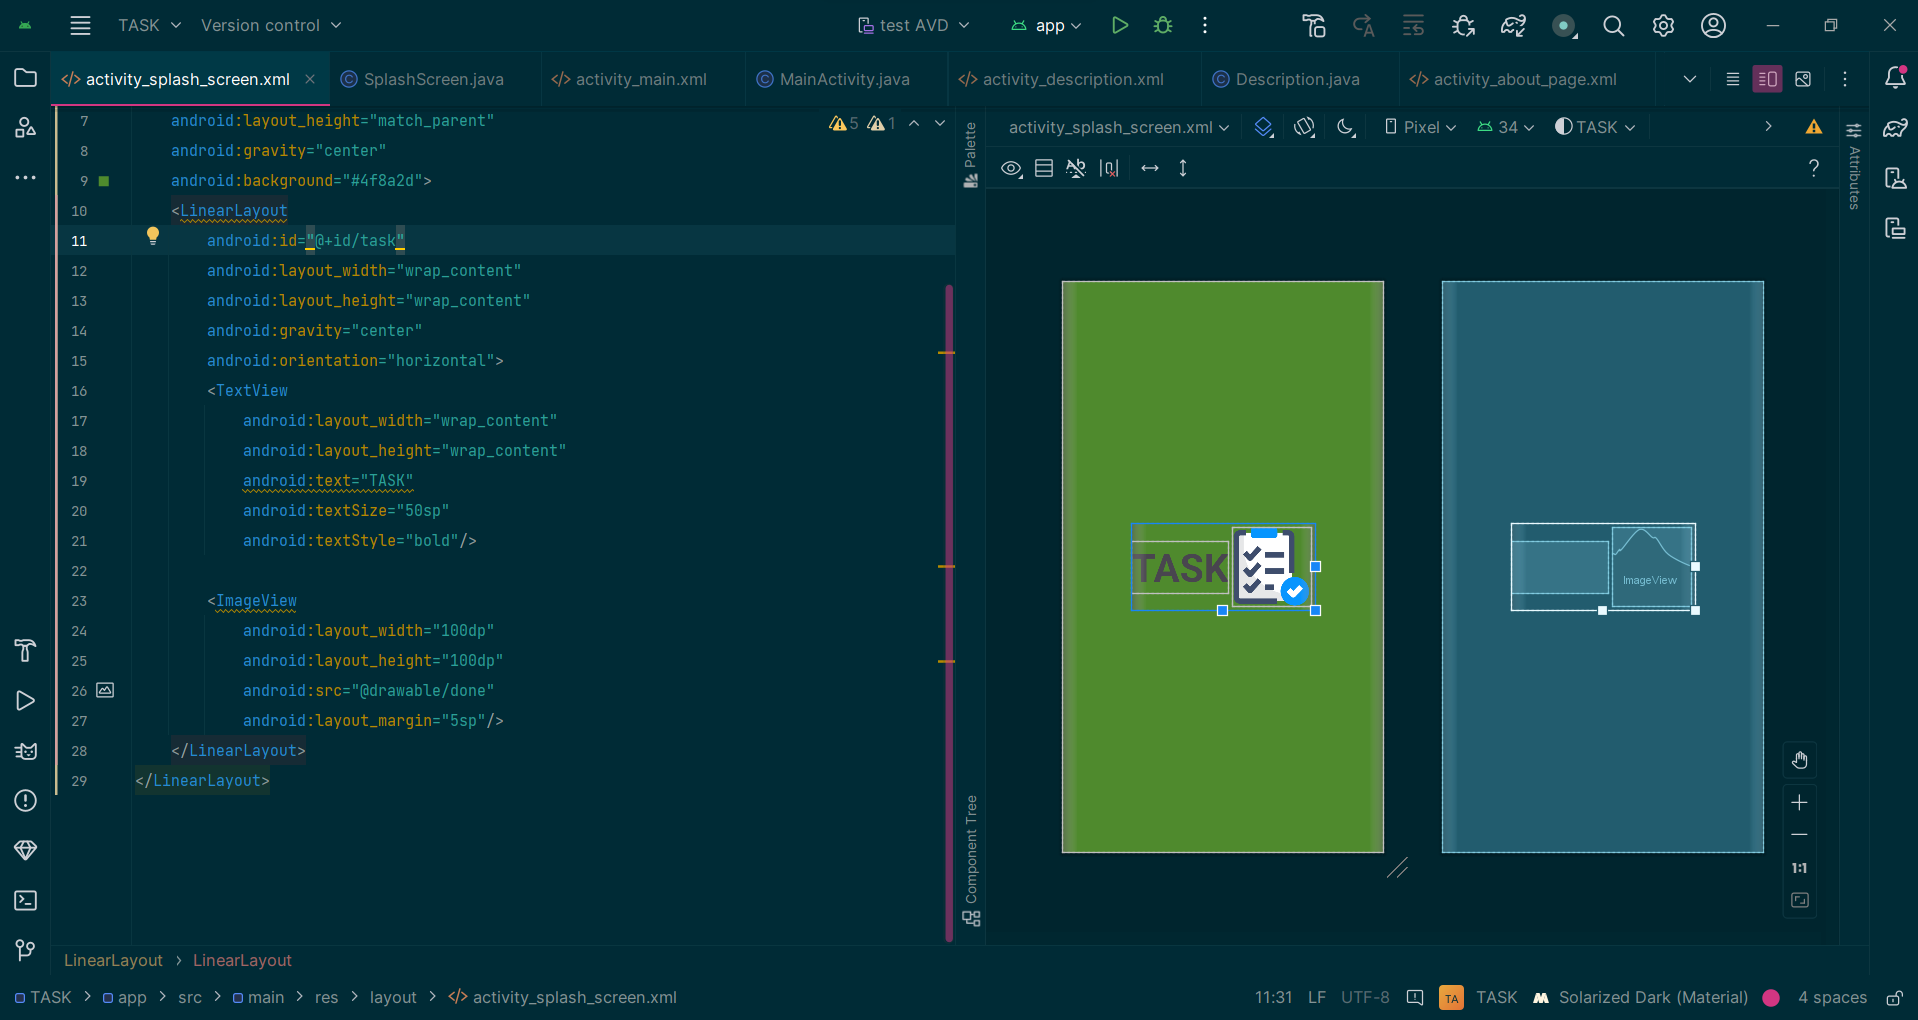 TASK Version control test AVD app
activity_splash_screen.xml SplashScreen.java activity_main.xml MainActivity.java activity_description.xml Description.java activity_about_page.xml
7 android:layout_height="match_parent"
8 android:gravity="center"
9 android:background="#4f8a2d">
10 <LinearLayout
11 android:id="@+id/task"
12 android:layout_width="wrap_content"
13 android:layout_height="wrap_content"
14 android:gravity="center"
15 android:orientation="horizontal">
16 <TextView
17 android:layout_width="wrap_content"
18 android:layout_height="wrap_content"
19 android:text="TASK"
20 android:textSize="50sp"
21 android:textStyle="bold"/>
22
23 <ImageView
24 android:layout_width="100dp"
25 android:layout_height="100dp"
26 android:src="@drawable/done"
27 android:layout_margin="5sp"/>
28 </LinearLayout>
29 </LinearLayout>
5 1
Palette
Component Tree
activity_splash_screen.xml Pixel 34 TASK
?
Attributes
TASK
ImageView
1:1
LinearLayout > LinearLayout
TASK > app > src > main > res > layout > </> activity_splash_screen.xml
11:31 LF UTF-8 TA TASK Solarized Dark (Material) 4 spaces